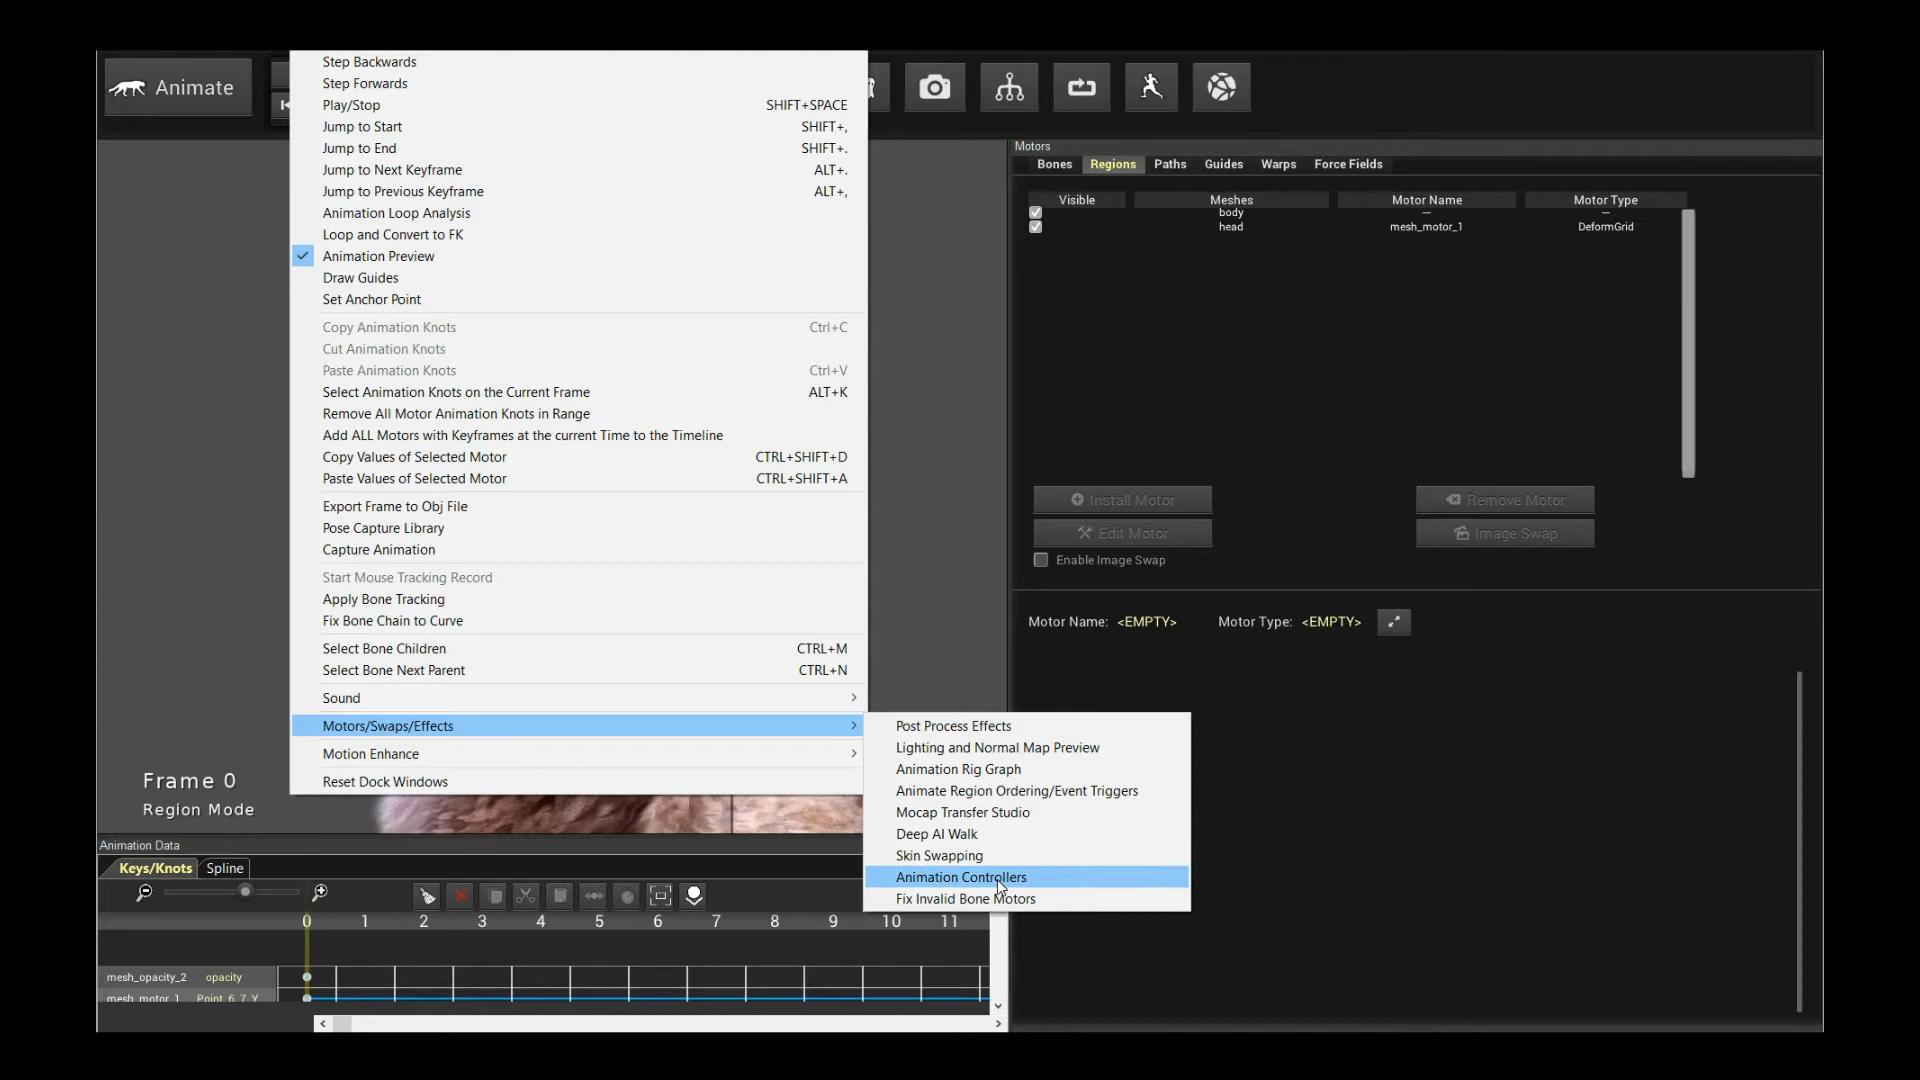 Animate
Step Backwards
Step Forwards
Play/Stop SHIFT+SPACE
Jump to Start SHIFT+,
Jump to End SHIFT+.
Jump to Next Keyframe ALT+.
Jump to Previous Keyframe ALT+,
Animation Loop Analysis
Loop and Convert to FK
Animation Preview
Draw Guides
Set Anchor Point
Copy Animation Knots Ctrl+C
Cut Animation Knots
Paste Animation Knots Ctrl+V
Select Animation Knots on the Current Frame ALT+K
Remove All Motor Animation Knots in Range
Add ALL Motors with Keyframes at the current Time to the Timeline
Copy Values of Selected Motor CTRL+SHIFT+D
Paste Values of Selected Motor CTRL+SHIFT+A
Export Frame to Obj File
Pose Capture Library
Capture Animation
Start Mouse Tracking Record
Apply Bone Tracking
Fix Bone Chain to Curve
Select Bone Children CTRL+M
Select Bone Next Parent CTRL+N
Sound
Motors/Swaps/Effects
Motion Enhance
Reset Dock Windows
Post Process Effects
Lighting and Normal Map Preview
Animation Rig Graph
Animate Region Ordering/Event Triggers
Mocap Transfer Studio
Deep AI Walk
Skin Swapping
Animation Controllers
Fix Invalid Bone Motors
Motors
Bones Regions Paths Guides Warps Force Fields
Visible Meshes Motor Name Motor Type
body — —
head mesh_motor_1 DeformGrid
Install Motor Remove Motor
Edit Motor Image Swap
Enable Image Swap
Motor Name: <EMPTY> Motor Type: <EMPTY>
Frame 0
Region Mode
Animation Data
Keys/Knots Spline
0 1 2 3 4 5 6 7 8 9 10 11
mesh_opacity_2 opacity
mesh_motor_1 Point_6_7_Y